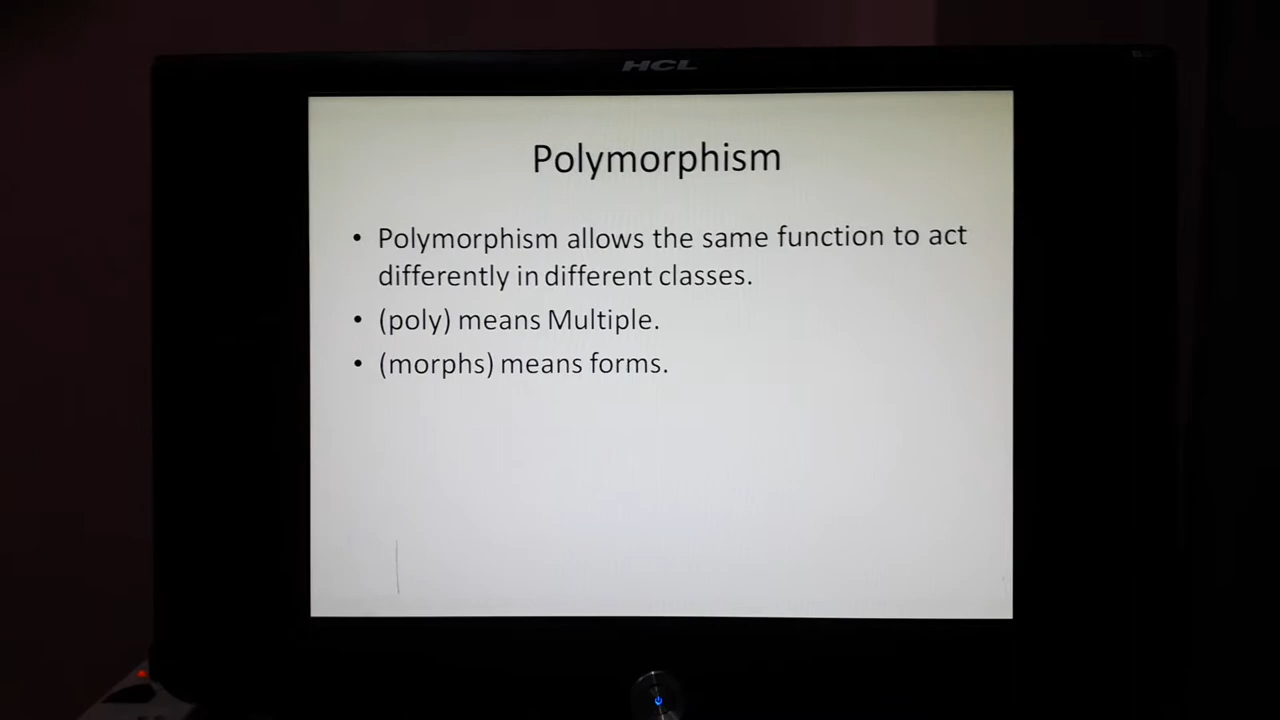 HCL
Polymorphism
• Polymorphism allows the same function to act
differently in different classes.
• (poly) means Multiple.
• (morphs) means forms.